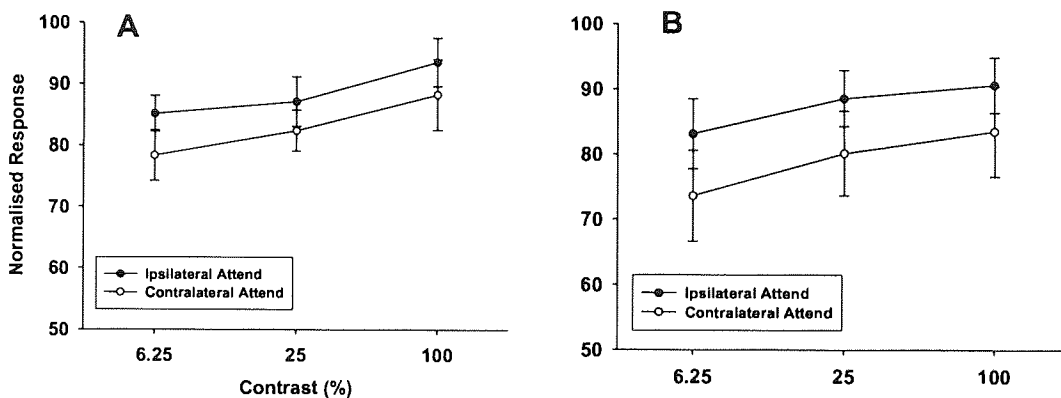 A
Normalised Response
100
90
80
70
60
50
Ipsilateral Attend
Contralateral Attend
6.25
25
100
Contrast (%)
B
100
90
80
70
60
50
Ipsilateral Attend
Contralateral Attend
6.25
25
100